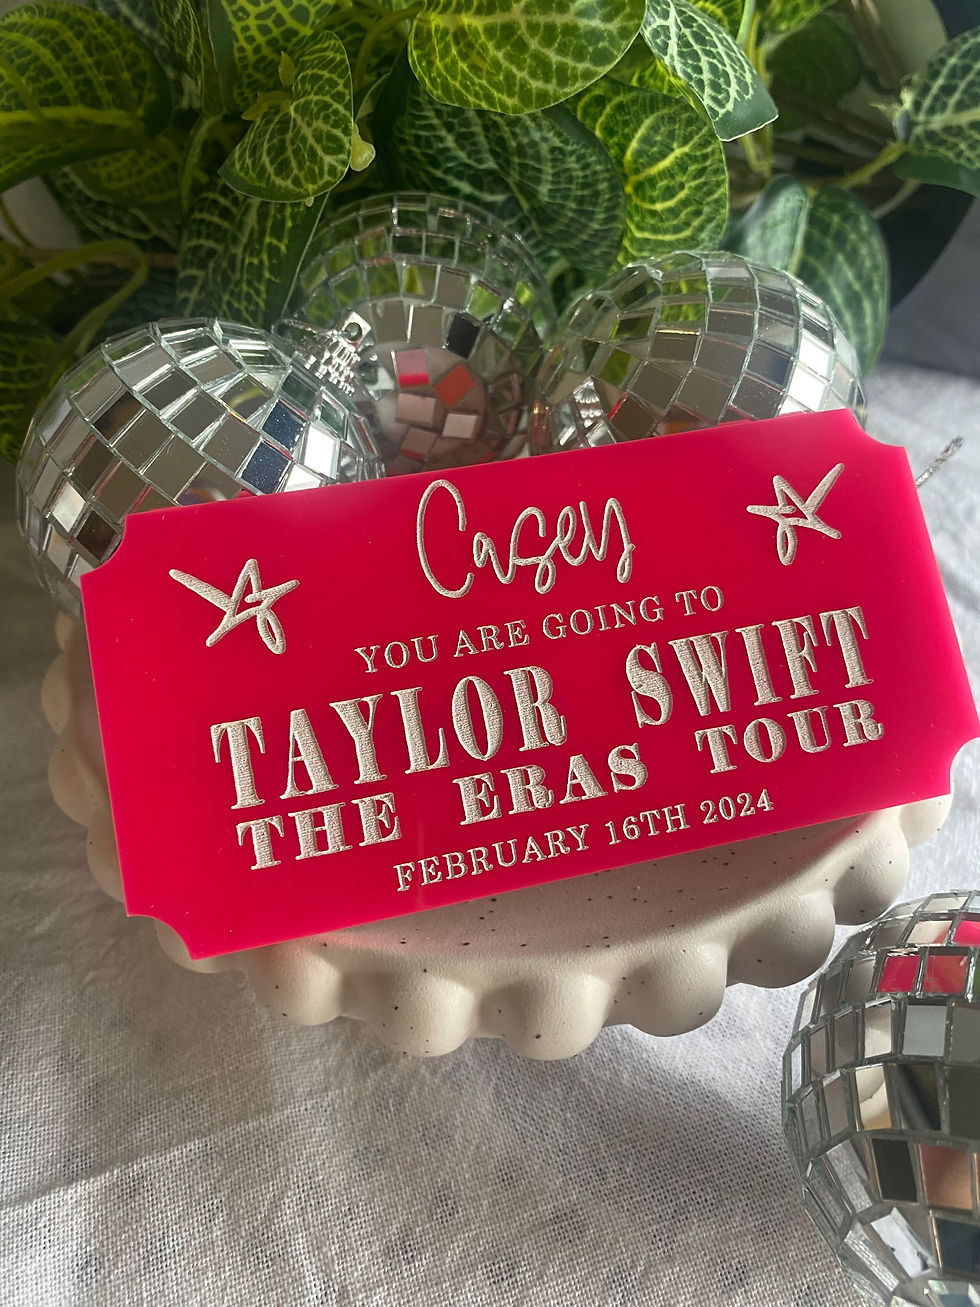 Casey
YOU ARE GOING TO
TAYLOR SWIFT
THE ERAS TOUR
FEBRUARY 16TH 2024